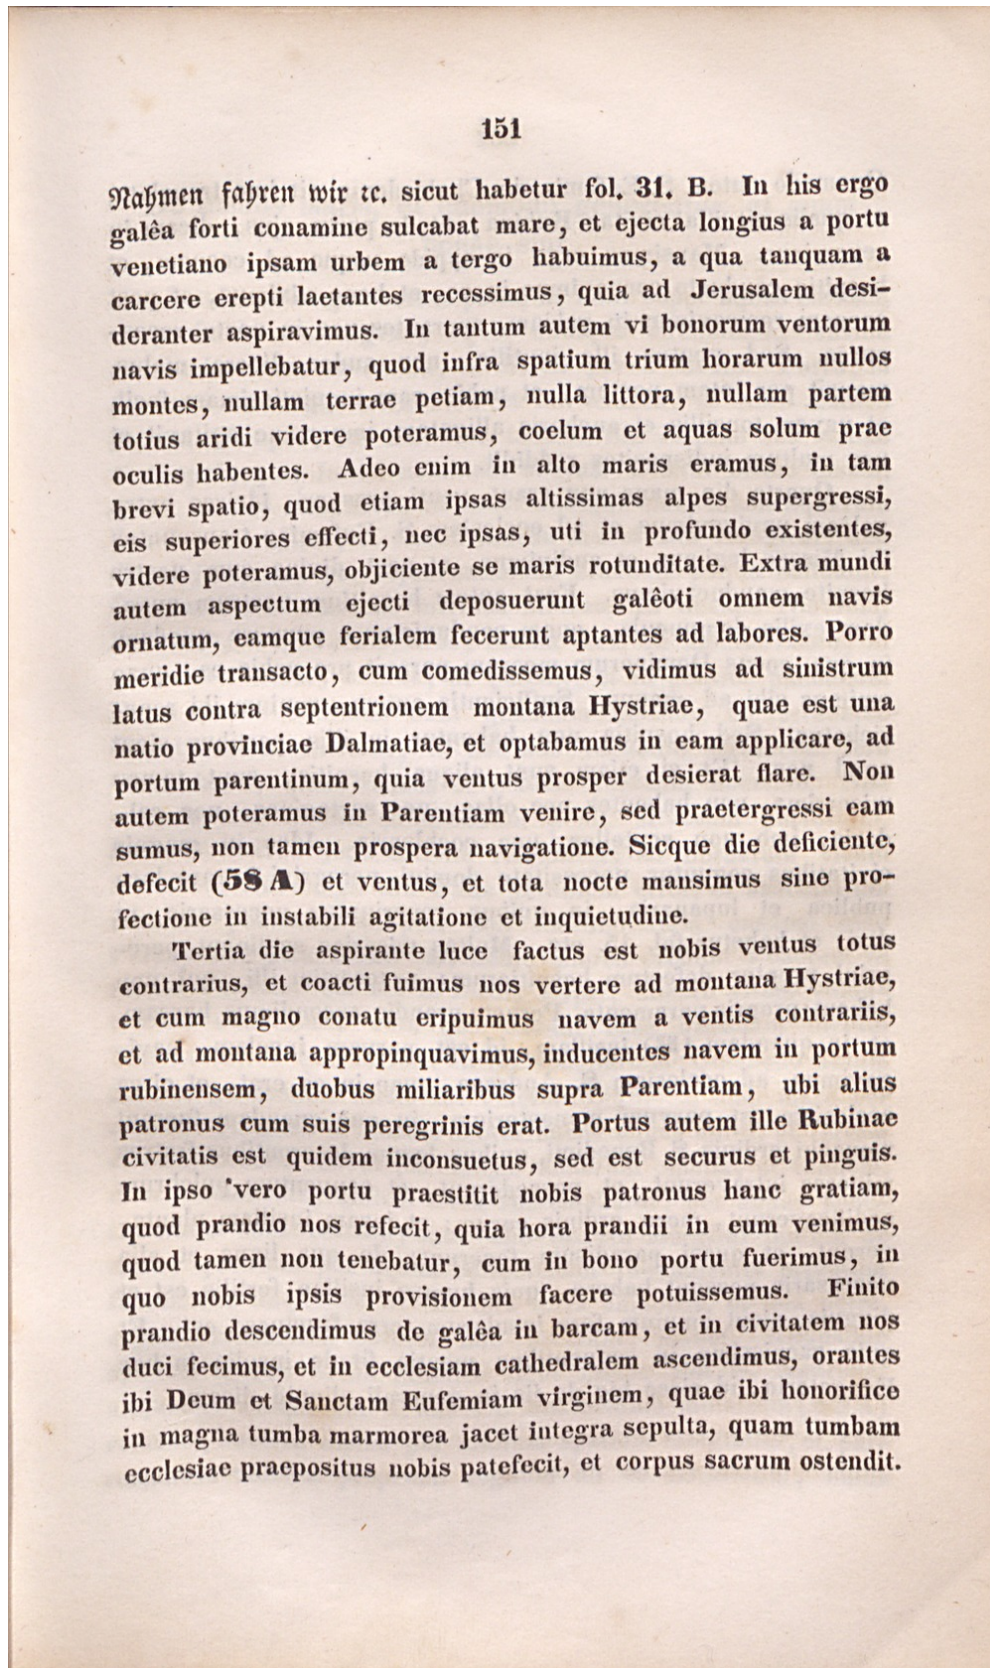 151
Nahmen fahren wir ꝛc. sicut habetur fol. 31. B. In his ergo
galêa forti conamine sulcabat mare, et ejecta longius a portu
venetiano ipsam urbem a tergo habuimus, a qua tanquam a
carcere erepti laetantes recessimus, quia ad Jerusalem desi-
deranter aspiravimus. In tantum autem vi bonorum ventorum
navis impellebatur, quod infra spatium trium horarum nullos
montes, nullam terrae petiam, nulla littora, nullam partem
totius aridi videre poteramus, coelum et aquas solum prae
oculis habentes. Adeo enim in alto maris eramus, in tam
brevi spatio, quod etiam ipsas altissimas alpes supergressi,
eis superiores effecti, nec ipsas, uti in profundo existentes,
videre poteramus, objiciente se maris rotunditate. Extra mundi
autem aspectum ejecti deposuerunt galêoti omnem navis
ornatum, eamque ferialem fecerunt aptantes ad labores. Porro
meridie transacto, cum comedissemus, vidimus ad sinistrum
latus contra septentrionem montana Hystriae, quae est una
natio provinciae Dalmatiae, et optabamus in eam applicare, ad
portum parentinum, quia ventus prosper desierat flare. Non
autem poteramus in Parentiam venire, sed praetergressi eam
sumus, non tamen prospera navigatione. Sicque die deficiente,
defecit (58 A) et ventus, et tota nocte mansimus sine pro-
fectione in instabili agitatione et inquietudine.
Tertia die aspirante luce factus est nobis ventus totus
contrarius, et coacti fuimus nos vertere ad montana Hystriae,
et cum magno conatu eripuimus navem a ventis contrariis,
et ad montana appropinquavimus, inducentes navem in portum
rubinensem, duobus miliaribus supra Parentiam, ubi alius
patronus cum suis peregrinis erat. Portus autem ille Rubinae
civitatis est quidem inconsuetus, sed est securus et pinguis.
In ipso vero portu praestitit nobis patronus hanc gratiam,
quod prandio nos refecit, quia hora prandii in eum venimus,
quod tamen non tenebatur, cum in bono portu fuerimus, in
quo nobis ipsis provisionem facere potuissemus. Finito
prandio descendimus de galêa in barcam, et in civitatem nos
duci fecimus, et in ecclesiam cathedralem ascendimus, orantes
ibi Deum et Sanctam Eufemiam virginem, quae ibi honorifice
in magna tumba marmorea jacet integra sepulta, quam tumbam
ecclesiae praepositus nobis patefecit, et corpus sacrum ostendit.